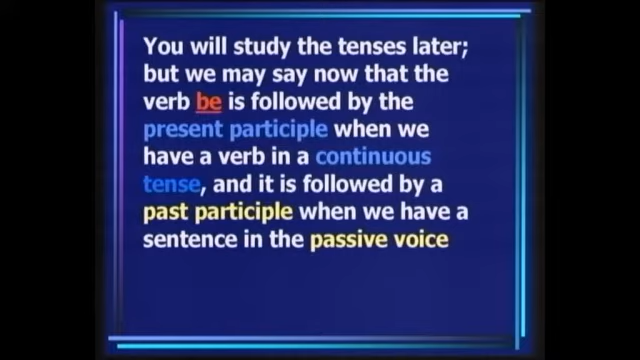 You will study the tenses later;
but we may say now that the
verb be is followed by the
present participle when we
have a verb in a continuous
tense, and it is followed by a
past participle when we have a
sentence in the passive voice